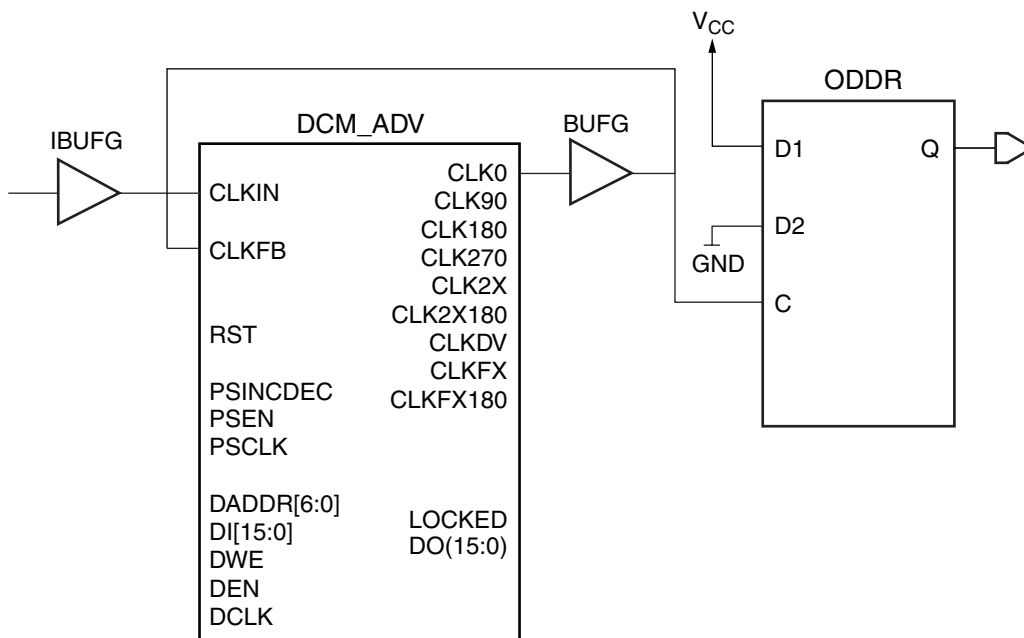 IBUFG
DCM_ADV
CLKIN
CLKFB
RST
PSINCDEC
PSEN
PSCLK
DADDR[6:0]
DI[15:0]
DWE
DEN
DCLK
CLK0
CLK90
CLK180
CLK270
CLK2X
CLK2X180
CLKDV
CLKFX
CLKFX180
LOCKED
DO(15:0)
BUFG
VCC
GND
ODDR
D1
D2
C
Q